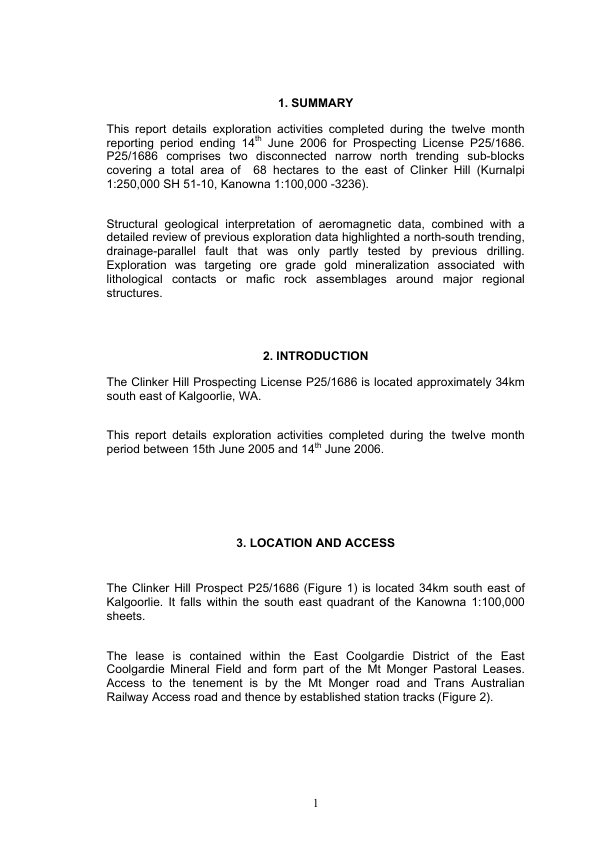 1. SUMMARY
This report details exploration activities completed during the twelve month
reporting period ending 14th June 2006 for Prospecting License P25/1686.
P25/1686 comprises two disconnected narrow north trending sub-blocks
covering a total area of  68 hectares to the east of Clinker Hill (Kurnalpi
1:250,000 SH 51-10, Kanowna 1:100,000 -3236).
Structural geological interpretation of aeromagnetic data, combined with a
detailed review of previous exploration data highlighted a north-south trending,
drainage-parallel fault that was only partly tested by previous drilling.
Exploration was targeting ore grade gold mineralization associated with
lithological contacts or mafic rock assemblages around major regional
structures.
2. INTRODUCTION
The Clinker Hill Prospecting License P25/1686 is located approximately 34km
south east of Kalgoorlie, WA.
This report details exploration activities completed during the twelve month
period between 15th June 2005 and 14th June 2006.
3. LOCATION AND ACCESS
The Clinker Hill Prospect P25/1686 (Figure 1) is located 34km south east of
Kalgoorlie. It falls within the south east quadrant of the Kanowna 1:100,000
sheets.
The lease is contained within the East Coolgardie District of the East
Coolgardie Mineral Field and form part of the Mt Monger Pastoral Leases.
Access to the tenement is by the Mt Monger road and Trans Australian
Railway Access road and thence by established station tracks (Figure 2).
1